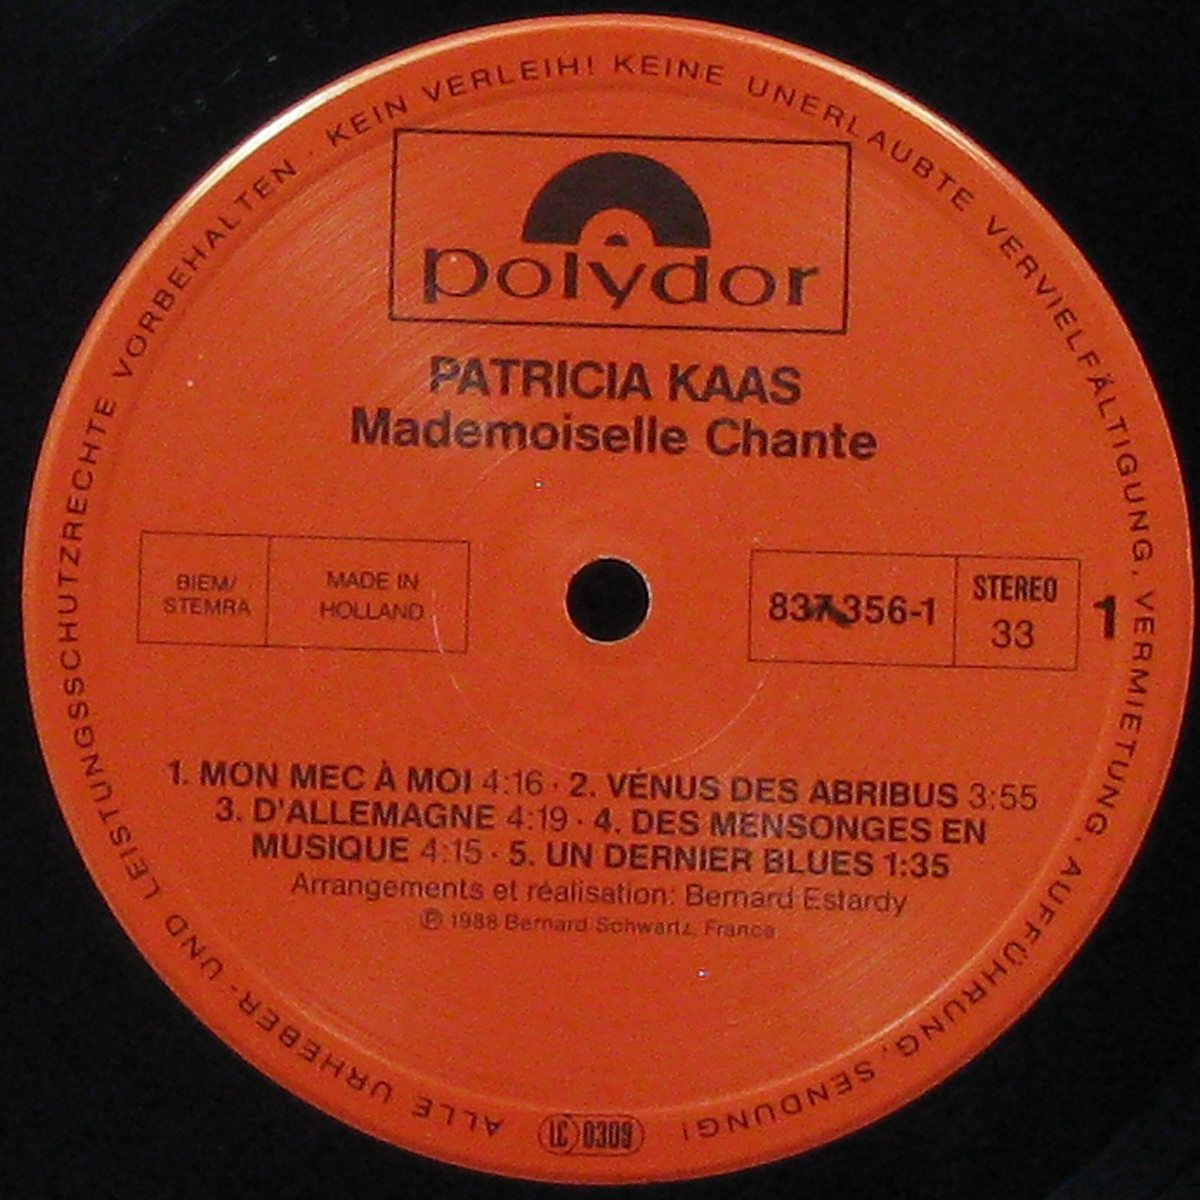 ALLE URHEBER- UND LEISTUNGSSCHUTZRECHTE VORBEHALTEN · KEIN VERLEIH! KEINE UNERLAUBTE VERVIELFÄLTIGUNG, VERMIETUNG, AUFFÜHRUNG, SENDUNG!
polydor
PATRICIA KAAS
Mademoiselle Chante
BIEM/
STEMRA
MADE IN
HOLLAND
837 356-1
STEREO
33
1
1. MON MEC À MOI 4:16 · 2. VÉNUS DES ABRIBUS 3:55
3. D'ALLEMAGNE 4:19 · 4. DES MENSONGES EN
MUSIQUE 4:15 · 5. UN DERNIER BLUES 1:35
Arrangements et réalisation: Bernard Estardy
℗ 1988 Bernard Schwartz, France
LC 0309